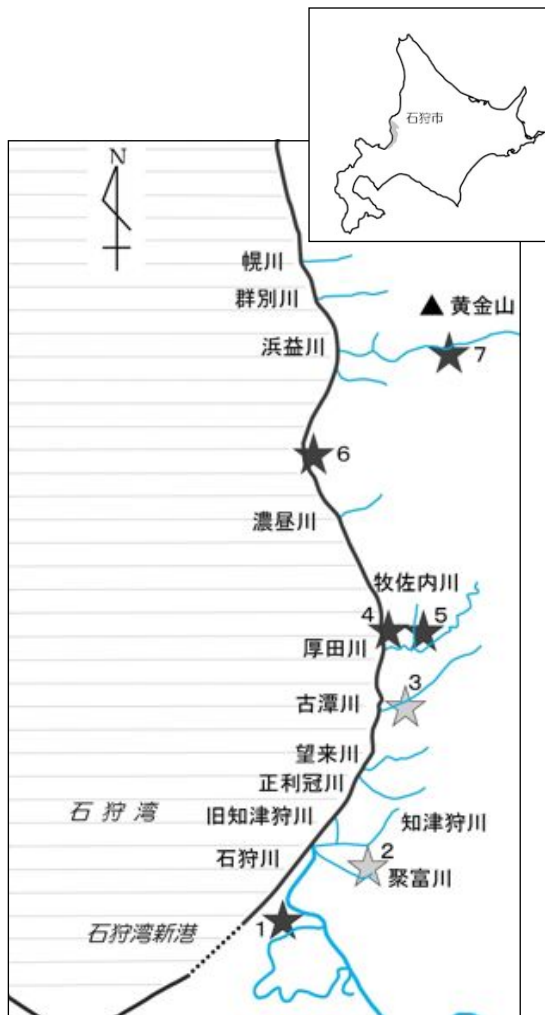 石狩市
N
幌川
群別川
黄金山
浜益川
7
6
濃昼川
牧佐内川
4
5
厚田川
3
古潭川
望来川
正利冠川
石狩湾
旧知津狩川
知津狩川
石狩川
2
聚富川
石狩湾新港
1